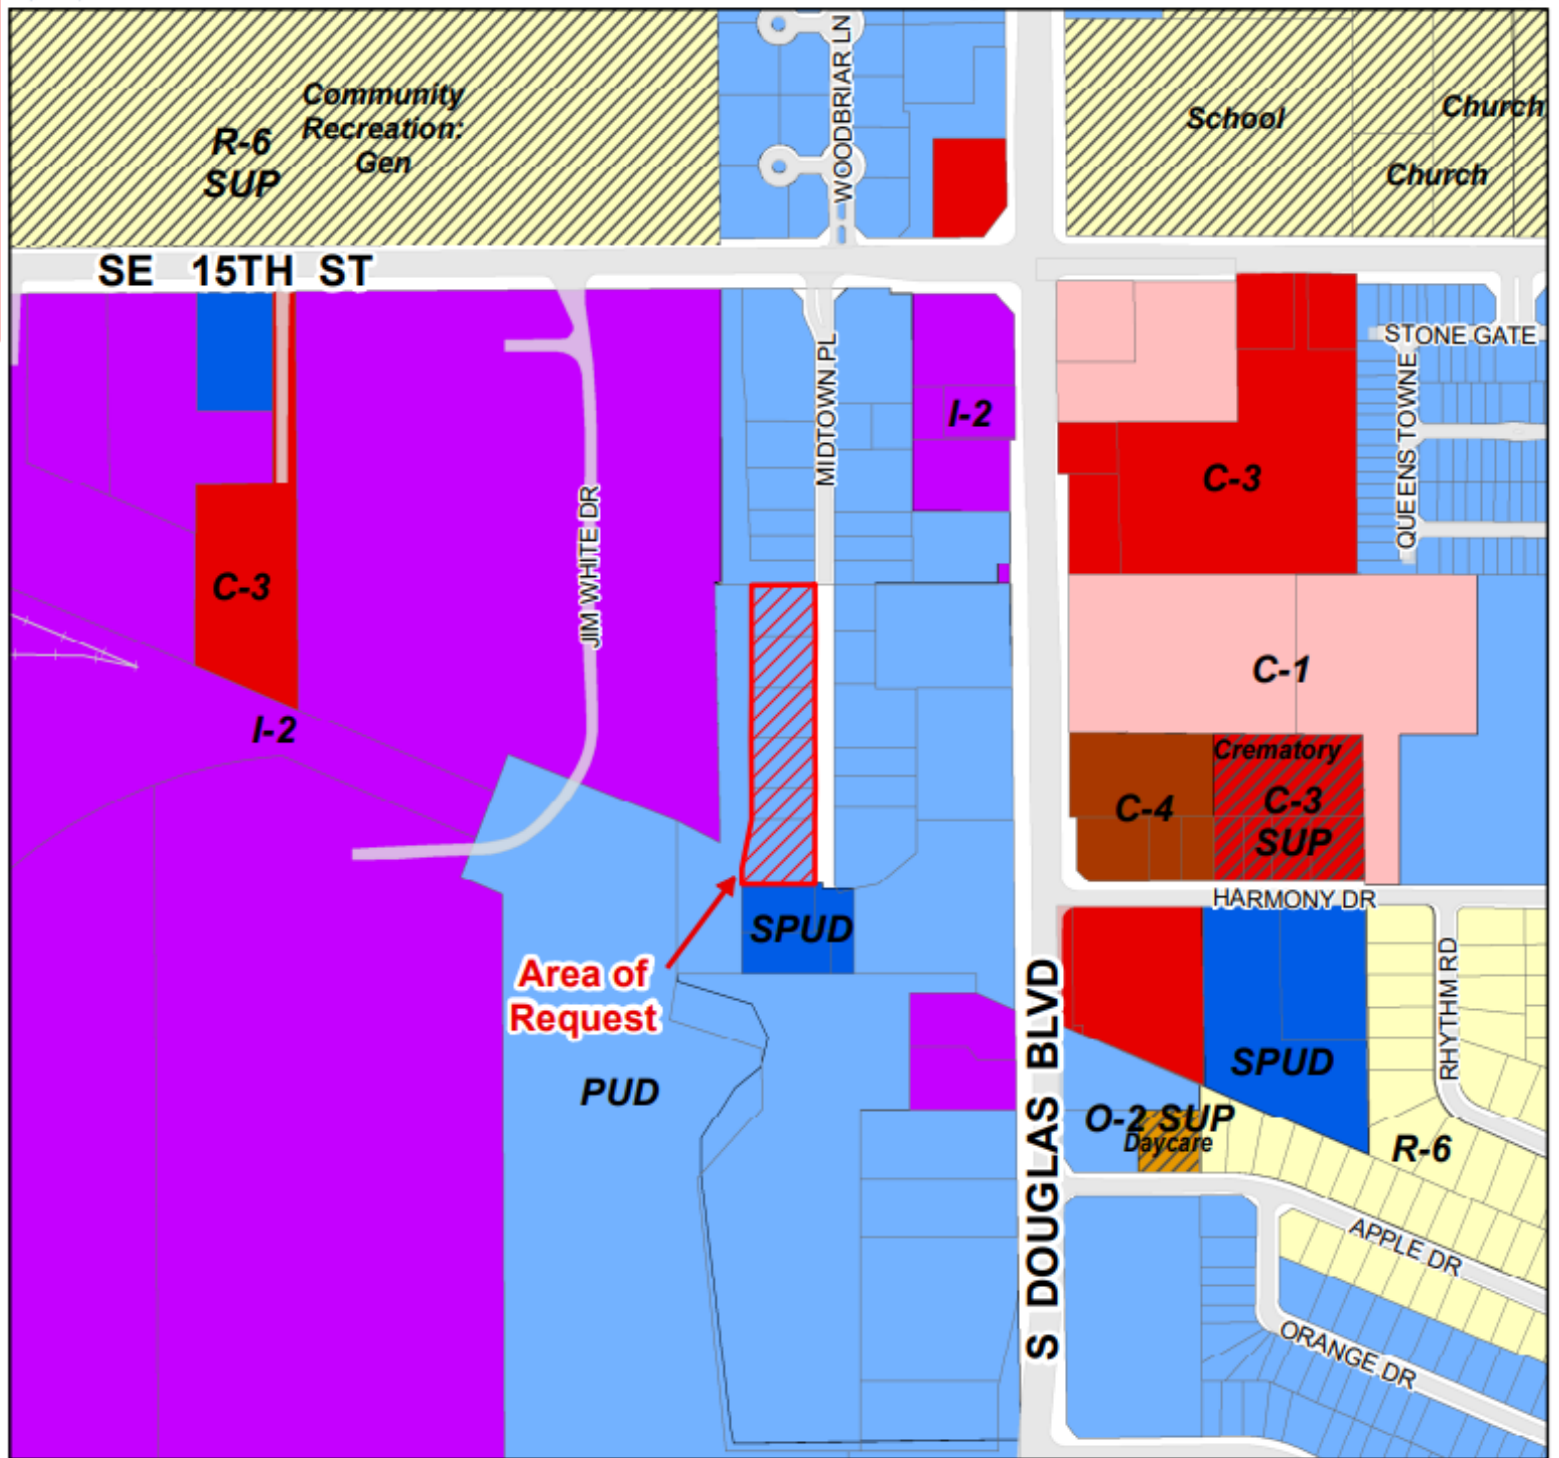 Community
Recreation:
Gen
R-6
SUP
WOODBRIAR LN
School
Church
Church
SE 15TH ST
STONE GATE
QUEENS TOWNE
MIDTOWN PL
I-2
C-3
JIM WHITE DR
C-3
I-2
C-1
Crematory
C-4
C-3
SUP
HARMONY DR
SPUD
Area of
Request
S DOUGLAS BLVD
RHYTHM RD
SPUD
PUD
O-2 SUP
Daycare
R-6
APPLE DR
ORANGE DR